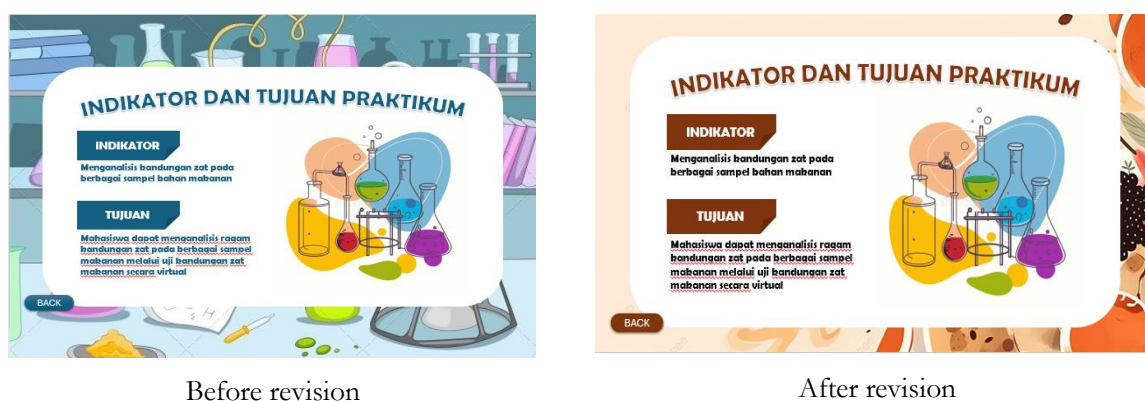 INDIKATOR DAN TUJUAN PRAKTIKUM
INDIKATOR
Menganalisis kandungan zat pada
berbagai sampel bahan makanan
TUJUAN
Mahasiswa dapat menganalisis ragam
kandungan zat pada berbagai sampel
makanan melalui uji kandungan zat
makanan secara virtual
BACK
Before revision
INDIKATOR DAN TUJUAN PRAKTIKUM
INDIKATOR
Menganalisis kandungan zat pada
berbagai sampel bahan makanan
TUJUAN
Mahasiswa dapat menganalisis ragam
kandungan zat pada berbagai sampel
makanan melalui uji kandungan zat
makanan secara virtual
BACK
After revision